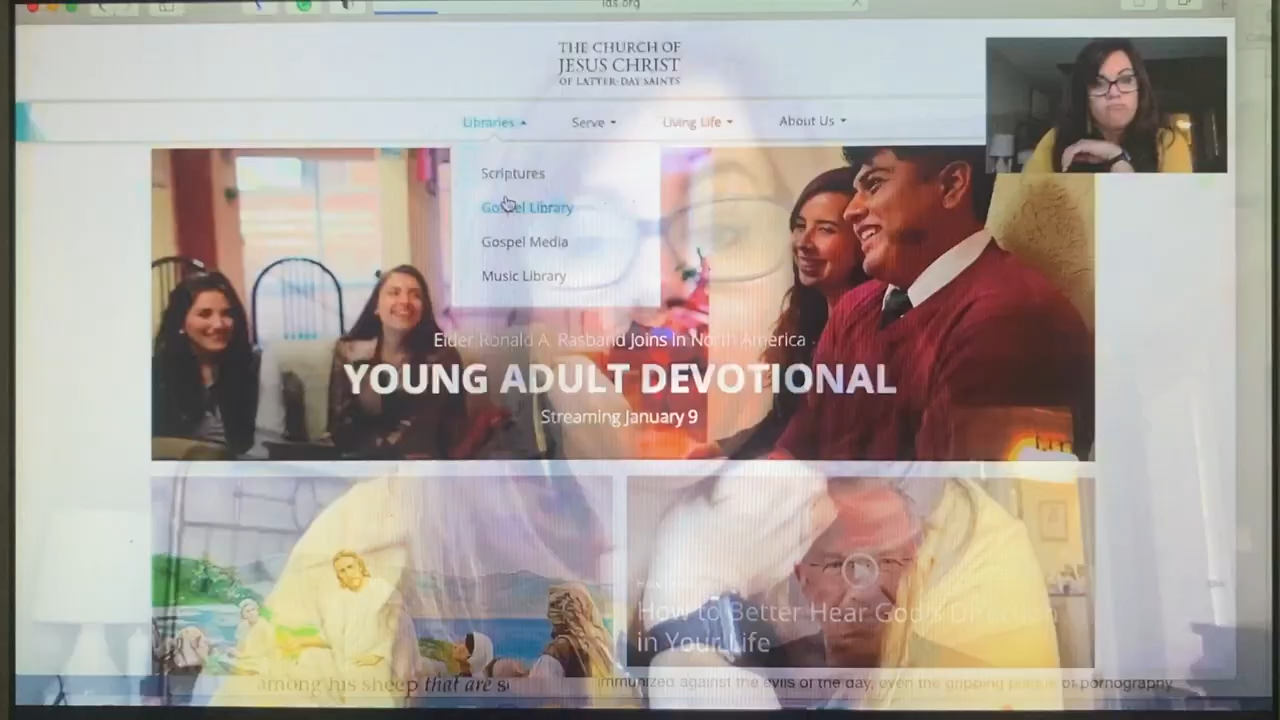 lds.org
THE CHURCH OF
JESUS CHRIST
OF LATTER-DAY SAINTS
Libraries
Serve
Living Life
About Us
Scriptures
Gospel Library
Gospel Media
Music Library
Elder Ronald A. Rasband Joins in North America
YOUNG ADULT DEVOTIONAL
Streaming January 9
How to Better Hear God's
in Your Life
among his sheep that are
immunized against the evils of the day, even the gripping plague of pornography